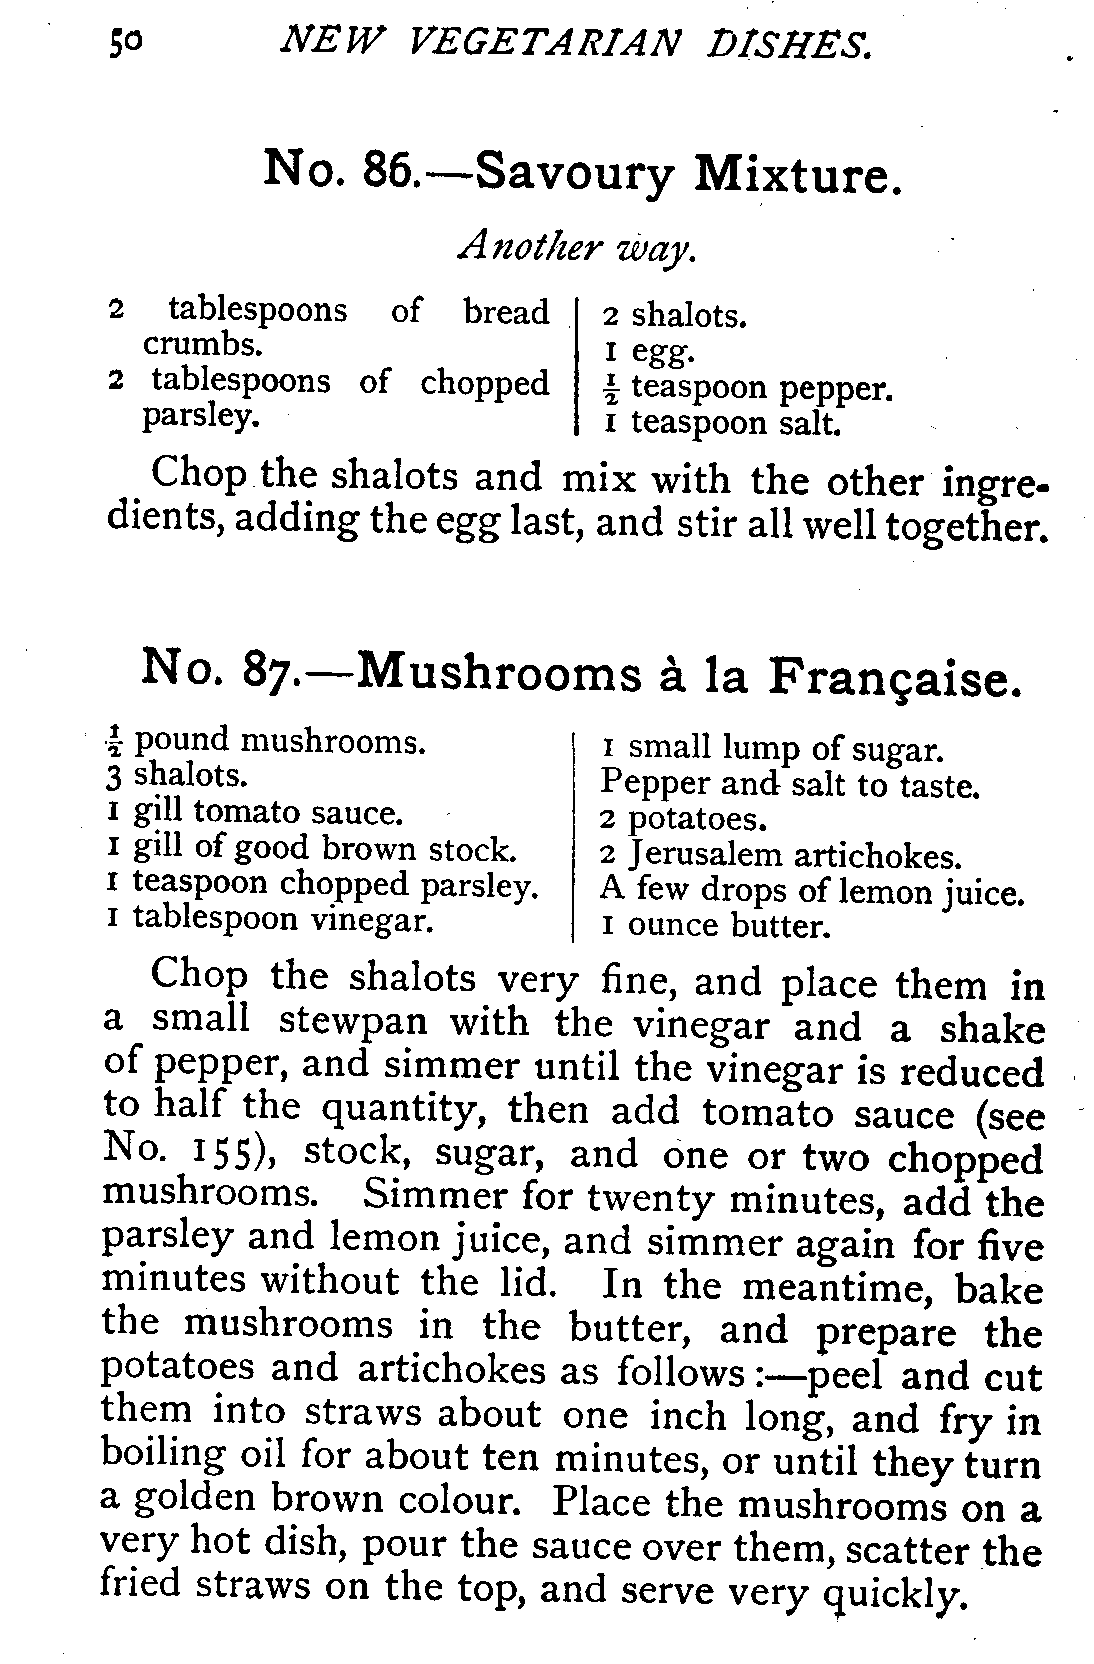 50 NEW VEGETARIAN DISHES.
No. 86.—Savoury Mixture.
Another way.
2 tablespoons of bread
crumbs.
2 tablespoons of chopped
parsley.
2 shalots.
1 egg.
½ teaspoon pepper.
1 teaspoon salt.
Chop the shalots and mix with the other ingre-
dients, adding the egg last, and stir all well together.
No. 87.—Mushrooms à la Française.
½ pound mushrooms.
3 shalots.
1 gill tomato sauce.
1 gill of good brown stock.
1 teaspoon chopped parsley.
1 tablespoon vinegar.
1 small lump of sugar.
Pepper and salt to taste.
2 potatoes.
2 Jerusalem artichokes.
A few drops of lemon juice.
1 ounce butter.
Chop the shalots very fine, and place them in
a small stewpan with the vinegar and a shake
of pepper, and simmer until the vinegar is reduced
to half the quantity, then add tomato sauce (see
No. 155), stock, sugar, and one or two chopped
mushrooms. Simmer for twenty minutes, add the
parsley and lemon juice, and simmer again for five
minutes without the lid. In the meantime, bake
the mushrooms in the butter, and prepare the
potatoes and artichokes as follows :—peel and cut
them into straws about one inch long, and fry in
boiling oil for about ten minutes, or until they turn
a golden brown colour. Place the mushrooms on a
very hot dish, pour the sauce over them, scatter the
fried straws on the top, and serve very quickly.